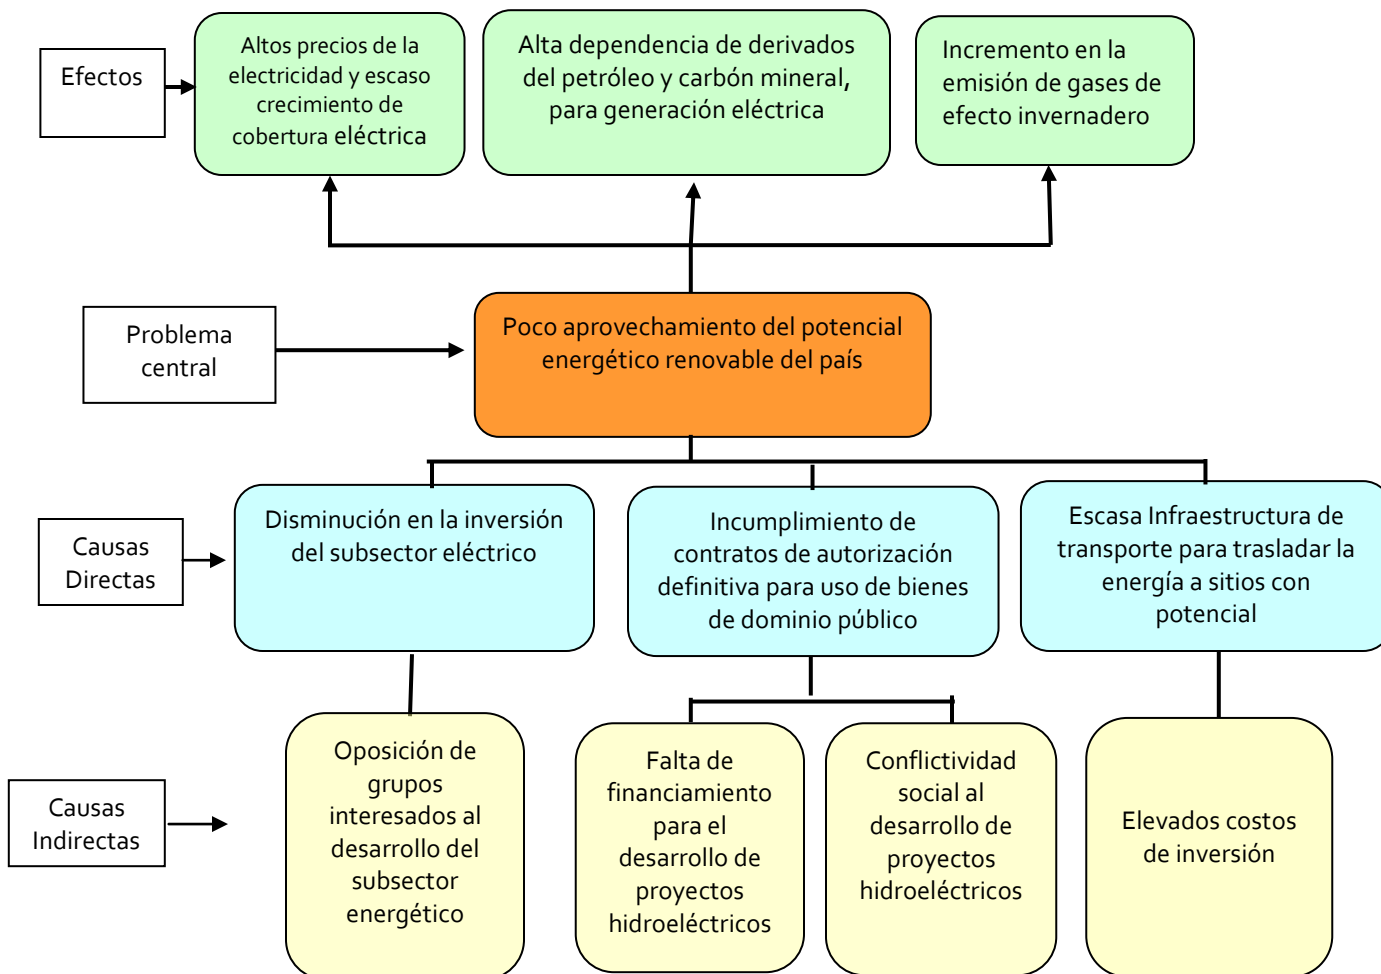 Efectos
Altos precios de la
electricidad y escaso
crecimiento de
cobertura eléctrica
Alta dependencia de derivados
del petróleo y carbón mineral,
para generación eléctrica
Incremento en la
emisión de gases de
efecto invernadero
Problema
central
Poco aprovechamiento del potencial
energético renovable del país
Causas
Directas
Disminución en la inversión
del subsector eléctrico
Incumplimiento de
contratos de autorización
definitiva para uso de bienes
de dominio público
Escasa Infraestructura de
transporte para trasladar la
energía a sitios con
potencial
Causas
Indirectas
Oposición de
grupos
interesados al
desarrollo del
subsector
energético
Falta de
financiamiento
para el
desarrollo de
proyectos
hidroeléctricos
Conflictividad
social al
desarrollo de
proyectos
hidroeléctricos
Elevados costos
de inversión